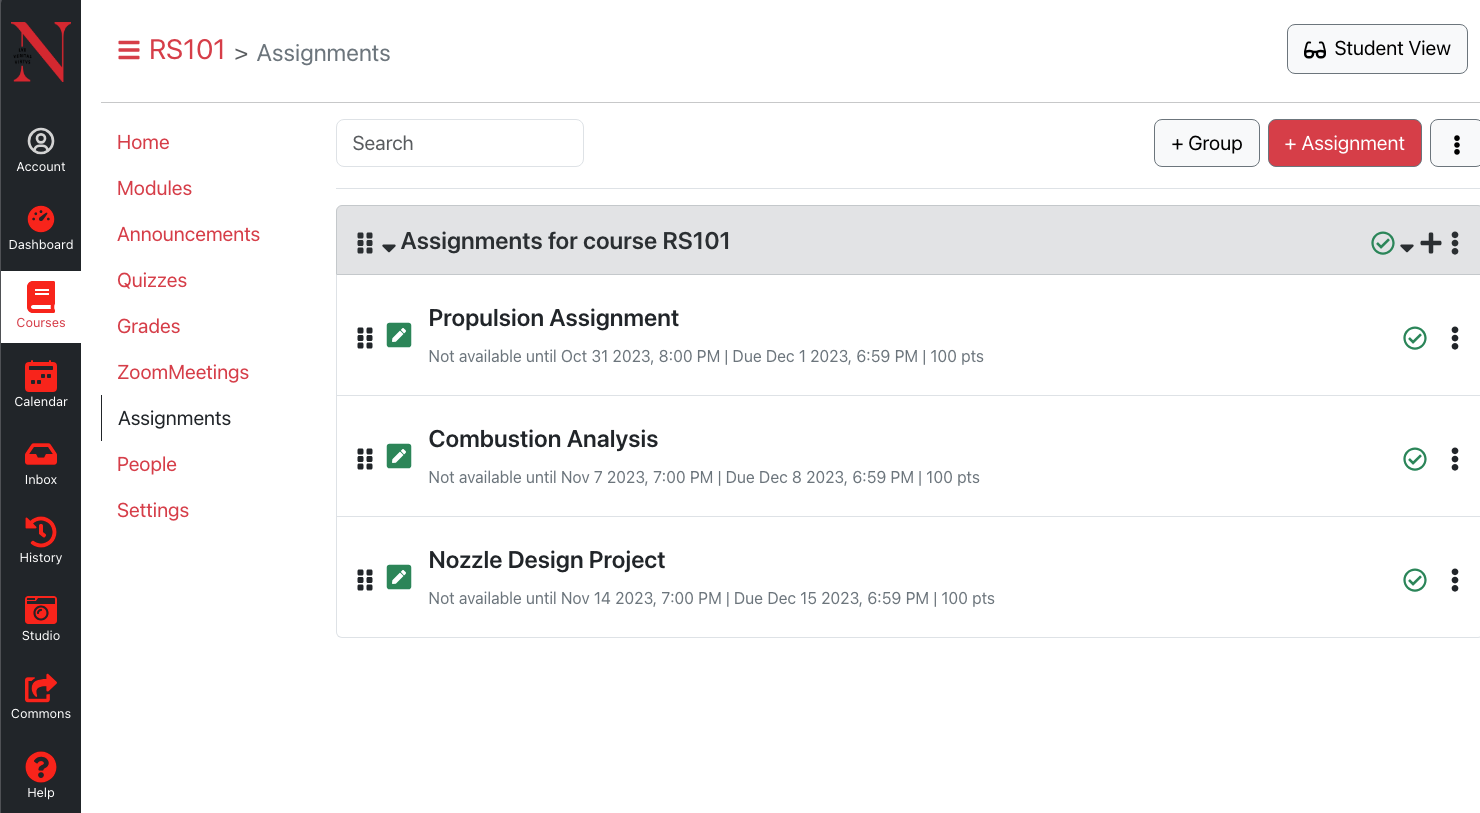 N
RS101 > Assignments
Student View
Account
Dashboard
Courses
Calendar
Inbox
History
Studio
Commons
Help
Home
Modules
Announcements
Quizzes
Grades
ZoomMeetings
Assignments
People
Settings
Search
+ Group
+ Assignment
Assignments for course RS101
Propulsion Assignment
Not available until Oct 31 2023, 8:00 PM | Due Dec 1 2023, 6:59 PM | 100 pts
Combustion Analysis
Not available until Nov 7 2023, 7:00 PM | Due Dec 8 2023, 6:59 PM | 100 pts
Nozzle Design Project
Not available until Nov 14 2023, 7:00 PM | Due Dec 15 2023, 6:59 PM | 100 pts